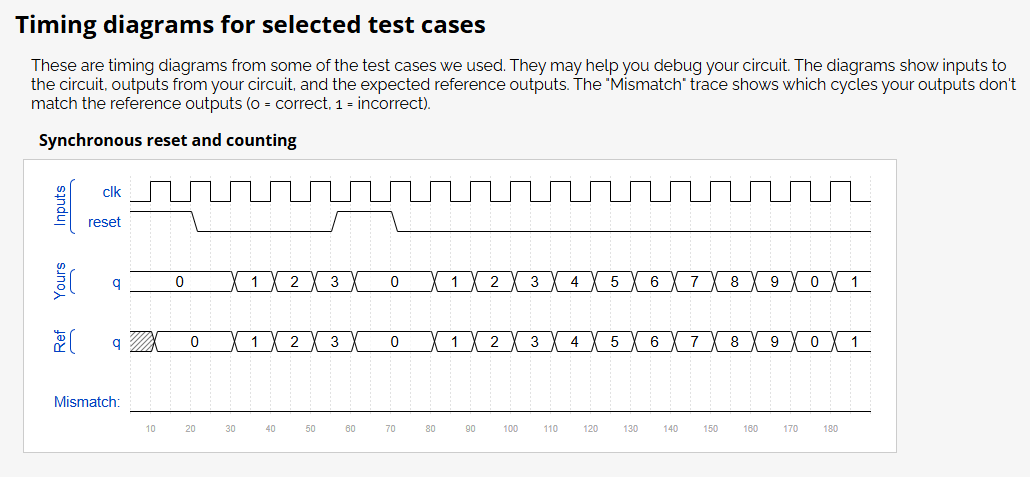 Timing diagrams for selected test cases
These are timing diagrams from some of the test cases we used. They may help you debug your circuit. The diagrams show inputs to
the circuit, outputs from your circuit, and the expected reference outputs. The "Mismatch" trace shows which cycles your outputs don't
match the reference outputs (0 = correct, 1 = incorrect).
Synchronous reset and counting
Inputs
clk
reset
Yours
q 0 1 2 3 0 1 2 3 4 5 6 7 8 9 0 1
Ref
q 0 1 2 3 0 1 2 3 4 5 6 7 8 9 0 1
Mismatch:
10 20 30 40 50 60 70 80 90 100 110 120 130 140 150 160 170 180